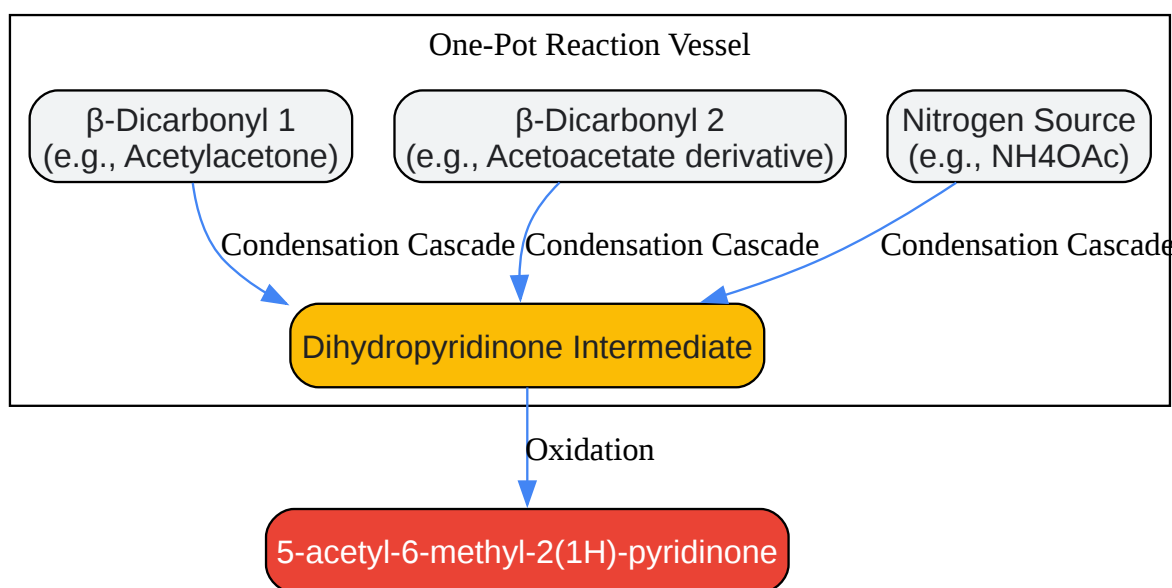 One-Pot Reaction Vessel
β-Dicarbonyl 1
(e.g., Acetylacetone)
β-Dicarbonyl 2
(e.g., Acetoacetate derivative)
Nitrogen Source
(e.g., NH4OAc)
Condensation Cascade
Condensation Cascade
Condensation Cascade
Dihydropyridinone Intermediate
Oxidation
5-acetyl-6-methyl-2(1H)-pyridinone